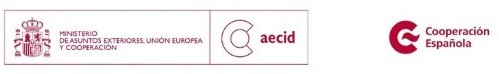 MINISTERIO
DE ASUNTOS EXTERIORES, UNIÓN EUROPEA
Y COOPERACIÓN
aecid
Cooperación
Española